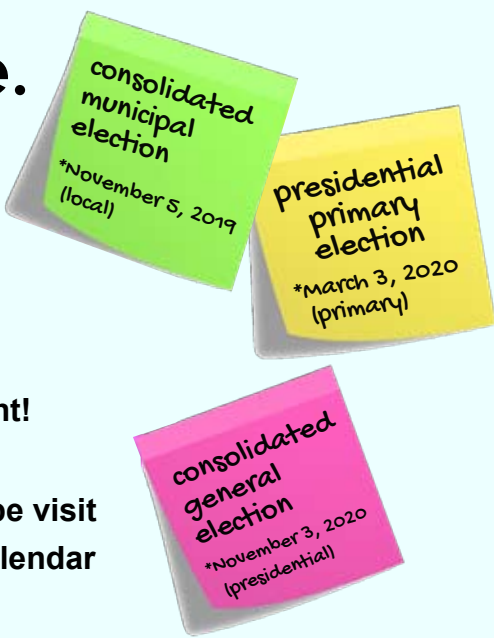 e.
consolidated
municipal
election
*November 5, 2019
(local)
presidential
primary
election
*March 3, 2020
(primary)
nt!
consolidated
general
election
*November 3, 2020
(presidential)
be visit
lendar